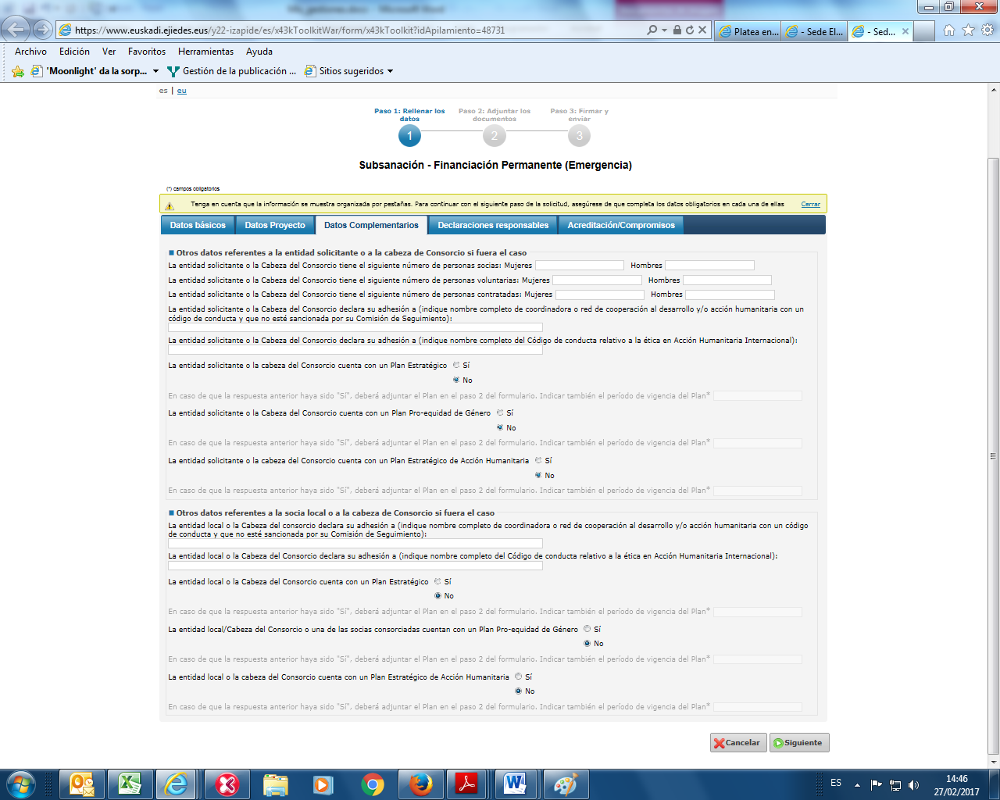 https://www.euskadi.ejiedes.eus/y22-izapide/es/x43kToolkitWar/form/x43kToolkit?idApilamiento=48731
Platea en...
- Sede El...
- Sed...
Archivo Edición Ver Favoritos Herramientas Ayuda
'Moonlight' da la sorp... Gestión de la publicación ... Sitios sugeridos
es | eu
Paso 1: Rellenar los datos
Paso 2: Adjuntar los documentos
Paso 3: Firmar y enviar
1 2 3
Subsanación - Financiación Permanente (Emergencia)
(*) campos obligatorios
Tenga en cuenta que la información se muestra organizada por pestañas. Para continuar con el siguiente paso de la solicitud, asegúrese de que completa los datos obligatorios en cada una de ellas Cerrar
Datos básicos Datos Proyecto Datos Complementarios Declaraciones responsables Acreditación/Compromisos
Otros datos referentes a la entidad solicitante o a la cabeza de Consorcio si fuera el caso
La entidad solicitante o la Cabeza del Consorcio tiene el siguiente número de personas socias: Mujeres Hombres
La entidad solicitante o la Cabeza del Consorcio tiene el siguiente número de personas voluntarias: Mujeres Hombres
La entidad solicitante o la Cabeza del Consorcio tiene el siguiente número de personas contratadas: Mujeres Hombres
La entidad solicitante o la Cabeza del Consorcio declara su adhesión a (indique nombre completo de coordinadora o red de cooperación al desarrollo y/o acción humanitaria con un
código de conducta y que no esté sancionada por su Comisión de Seguimiento):
La entidad solicitante o la Cabeza del Consorcio declara su adhesión a (indique nombre completo del Código de conducta relativo a la ética en Acción Humanitaria Internacional):
La entidad solicitante o la cabeza del Consorcio cuenta con un Plan Estratégico Sí
No
En caso de que la respuesta anterior haya sido "Sí", deberá adjuntar el Plan en el paso 2 del formulario. Indicar también el período de vigencia del Plan*
La entidad solicitante o la Cabeza del Consorcio cuenta con un Plan Pro-equidad de Género Sí
No
En caso de que la respuesta anterior haya sido "Sí", deberá adjuntar el Plan en el paso 2 del formulario. Indicar también el período de vigencia del Plan*
La entidad solicitante o la cabeza del Consorcio cuenta con un Plan Estratégico de Acción Humanitaria Sí
No
En caso de que la respuesta anterior haya sido "Sí", deberá adjuntar el Plan en el paso 2 del formulario. Indicar también el período de vigencia del Plan*
Otros datos referentes a la socia local o a la cabeza de Consorcio si fuera el caso
La entidad local o la Cabeza del consorcio declara su adhesión a (indique nombre completo de coordinadora o red de cooperación al desarrollo y/o acción humanitaria con un código
de conducta y que no esté sancionada por su Comisión de Seguimiento):
La entidad local o la Cabeza del Consorcio declara su adhesión a (indique nombre completo del Código de conducta relativo a la ética en Acción Humanitaria Internacional):
La entidad local o la Cabeza del Consorcio cuenta con un Plan Estratégico Sí
No
En caso de que la respuesta anterior haya sido "Sí", deberá adjuntar el Plan en el paso 2 del formulario. Indicar también el período de vigencia del Plan*
La entidad local/Cabeza del Consorcio o una de las socias consorciadas cuentan con un Plan Pro-equidad de Género Sí
No
En caso de que la respuesta anterior haya sido "Sí", deberá adjuntar el Plan en el paso 2 del formulario. Indicar también el período de vigencia del Plan*
La entidad local o la cabeza del Consorcio cuenta con un Plan Estratégico de Acción Humanitaria Sí
No
En caso de que la respuesta anterior haya sido "Sí", deberá adjuntar el Plan en el paso 2 del formulario. Indicar también el período de vigencia del Plan*
Cancelar Siguiente
ES
14:46
27/02/2017